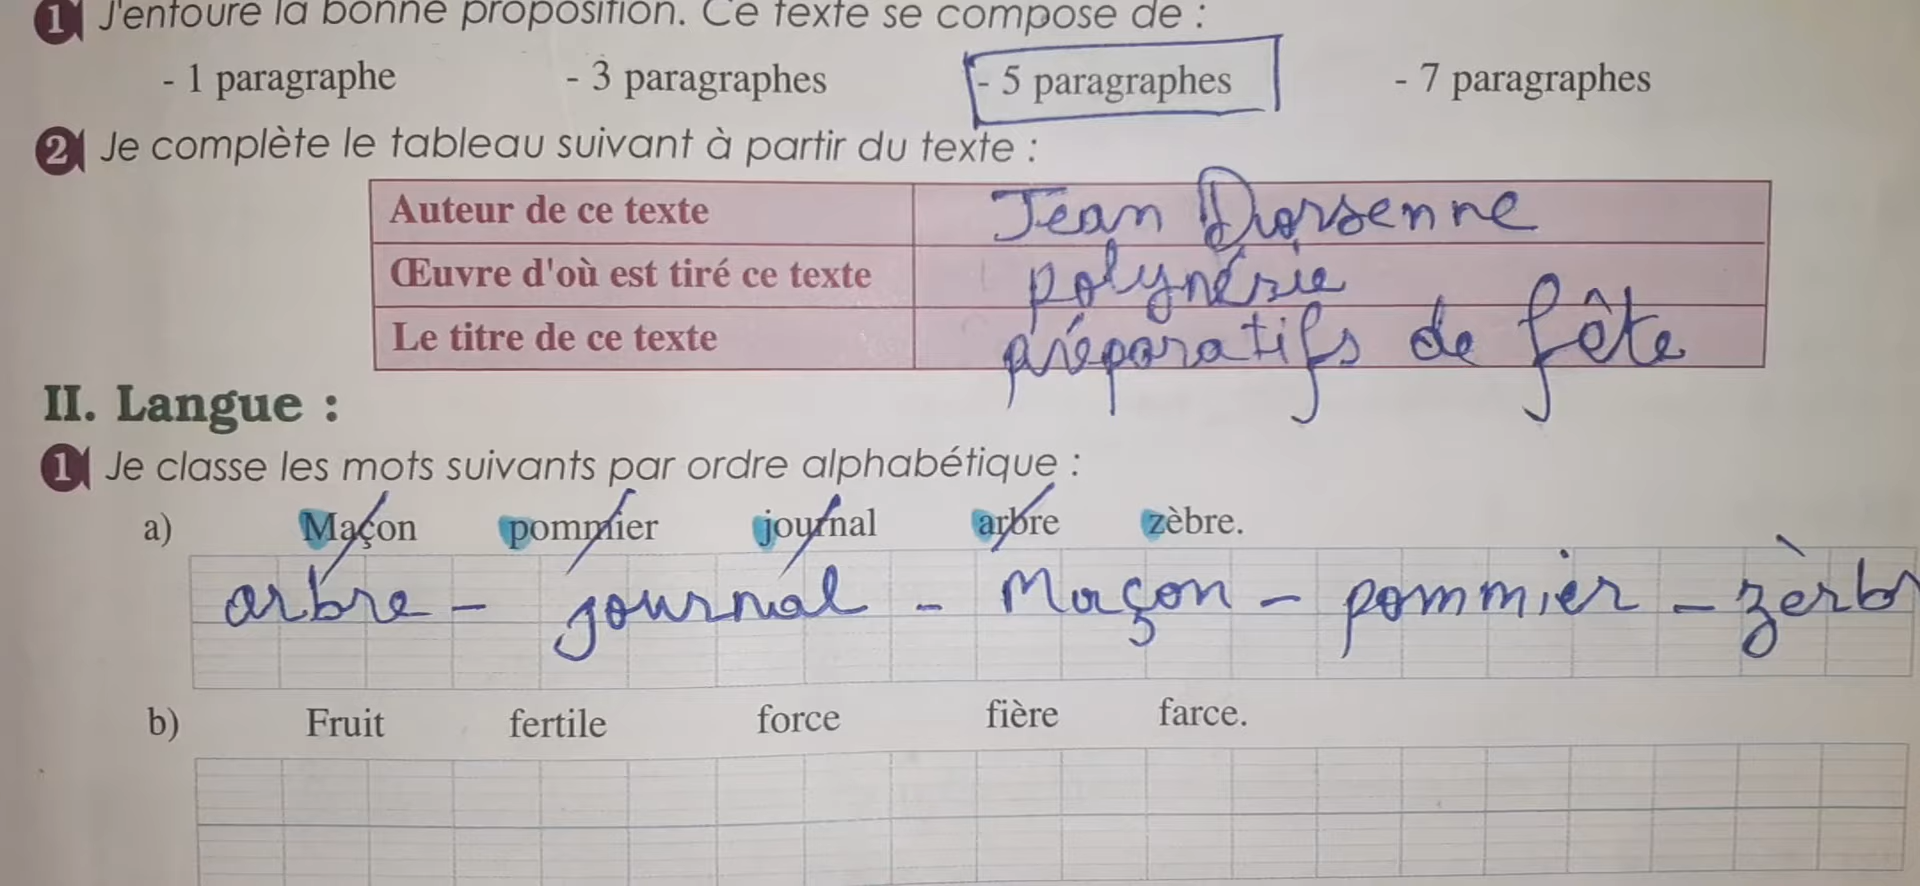 1 J'entoure la bonne proposition. Ce texte se compose de :
- 1 paragraphe - 3 paragraphes - 5 paragraphes - 7 paragraphes
2 Je complète le tableau suivant à partir du texte :
Auteur de ce texte Jean Dorsenne
Œuvre d'où est tiré ce texte polynésie
Le titre de ce texte préparatifs de fête
II. Langue :
1 Je classe les mots suivants par ordre alphabétique :
a) Maçon pommier journal arbre zèbre.
arbre - journal - Maçon - pommier - zèrbr
b) Fruit fertile force fière farce.